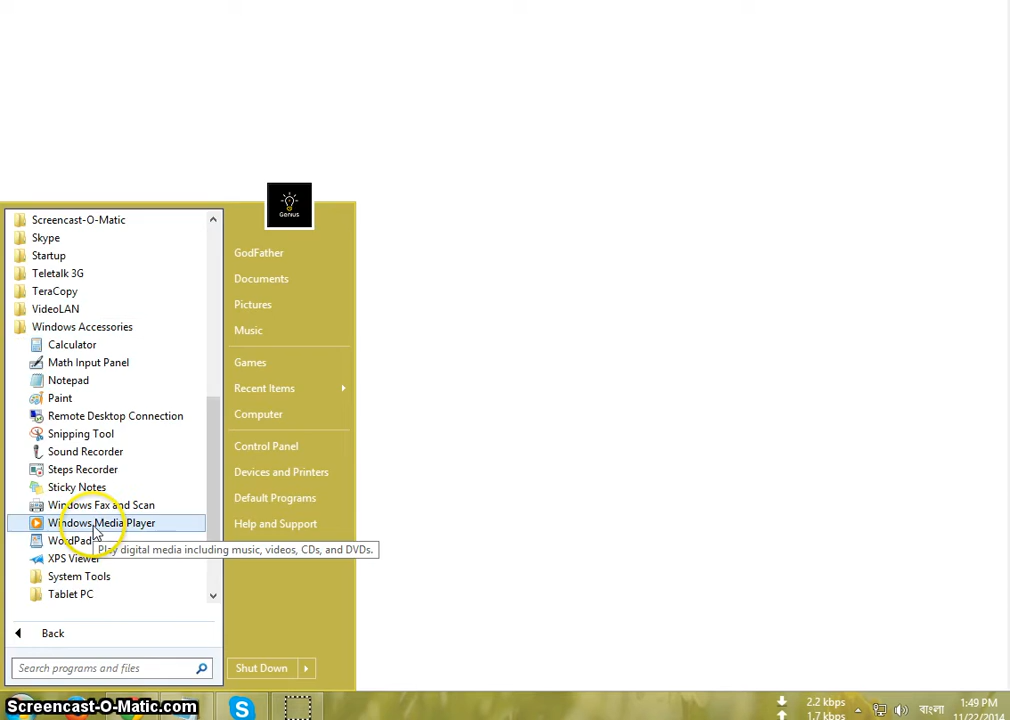 Genius
Screencast-O-Matic
Skype
Startup
Teletalk 3G
TeraCopy
VideoLAN
Windows Accessories
Calculator
Math Input Panel
Notepad
Paint
Remote Desktop Connection
Snipping Tool
Sound Recorder
Steps Recorder
Sticky Notes
Windows Fax and Scan
Windows Media Player
WordPad
Play digital media including music, videos, CDs, and DVDs.
XPS Viewer
System Tools
Tablet PC
Back
Search programs and files
GodFather
Documents
Pictures
Music
Games
Recent Items
Computer
Control Panel
Devices and Printers
Default Programs
Help and Support
Shut Down
Screencast-O-Matic.com
2.2 kbps
1.7 kbps
বাংলা
1:49 PM
11/22/2014